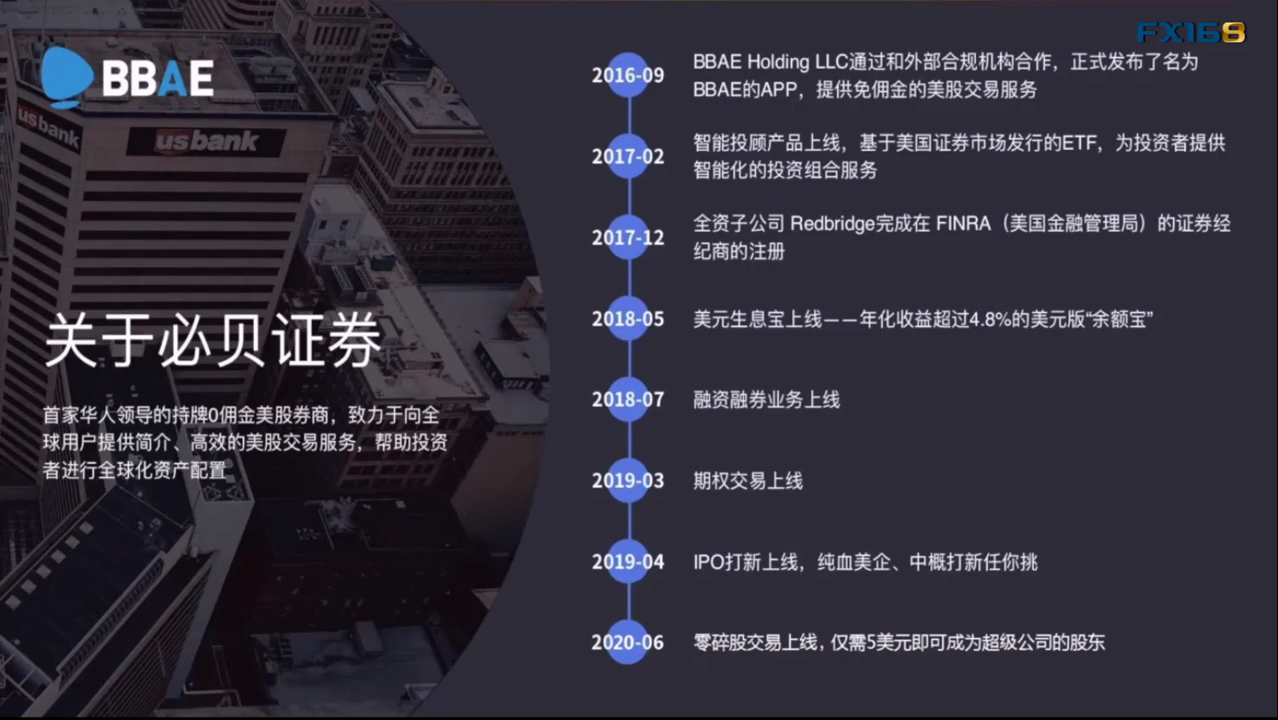 FX168
BBAE
us bank
us bank
关于必贝证券
首家华人领导的持牌0佣金美股券商，致力于向全
球用户提供简介、高效的美股交易服务，帮助投资
者进行全球化资产配置
2016-09
BBAE Holding LLC通过和外部合规机构合作，正式发布了名为
BBAE的APP，提供免佣金的美股交易服务
2017-02
智能投顾产品上线，基于美国证券市场发行的ETF，为投资者提供
智能化的投资组合服务
2017-12
全资子公司 Redbridge完成在 FINRA（美国金融管理局）的证券经
纪商的注册
2018-05
美元生息宝上线——年化收益超过4.8%的美元版“余额宝”
2018-07
融资融券业务上线
2019-03
期权交易上线
2019-04
IPO打新上线，纯血美企、中概打新任你挑
2020-06
零碎股交易上线，仅需5美元即可成为超级公司的股东